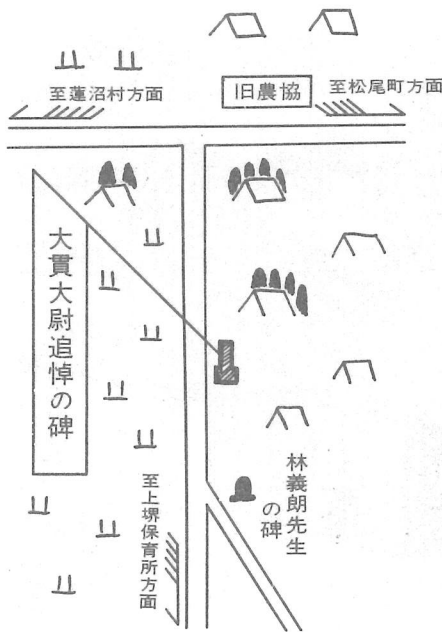 至蓮沼村方面
旧農協
至松尾町方面
大貫大尉追悼の碑
林義朗先生
の碑
至上堺保育所方面